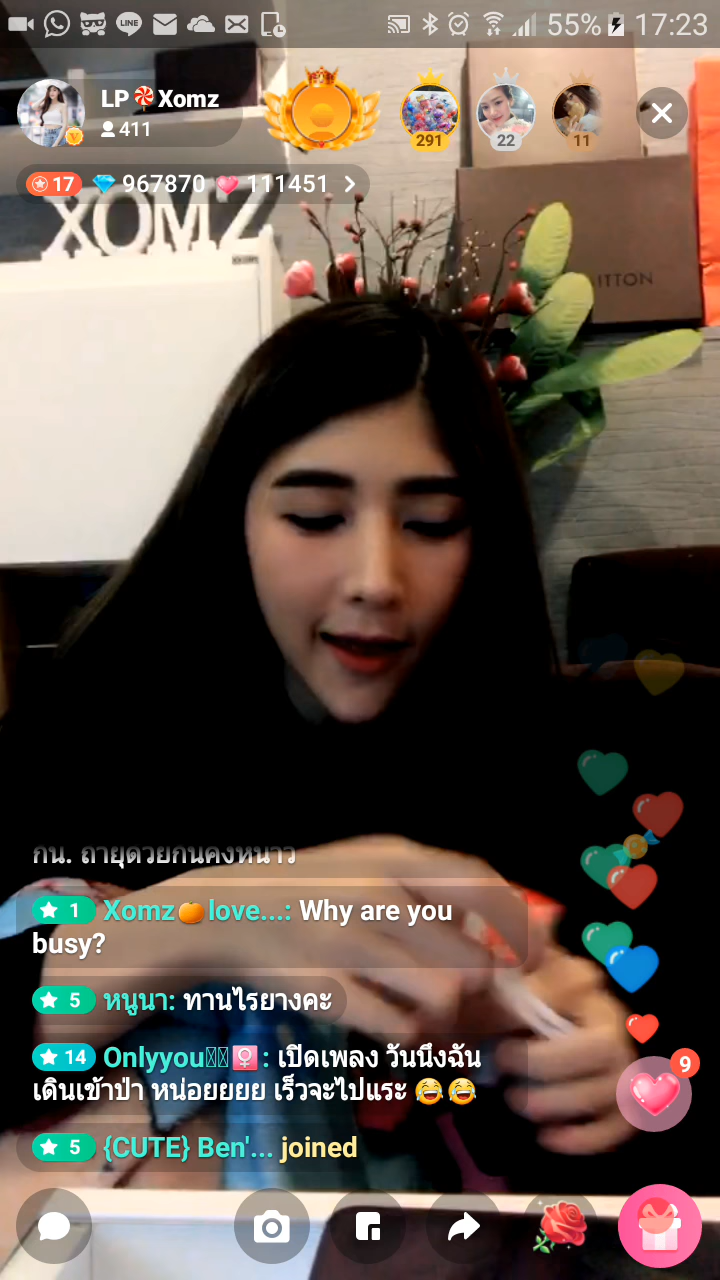 LINE 55% 17:23
LP Xomz
411
291 22 11
17 967870 111451
XOMZ
ITTON
กัน. ถ้ายุ่ด้วยกันคงหนาว
1 Xomz love...: Why are you
busy?
5 หนูนา: ทานไรยางคะ
14 Onlyyou : เปิดเพลง วันนึงฉัน
เดินเข้าป่า หน่อยยยย เร็วจะไปแระ
9
5 {CUTE} Ben'... joined